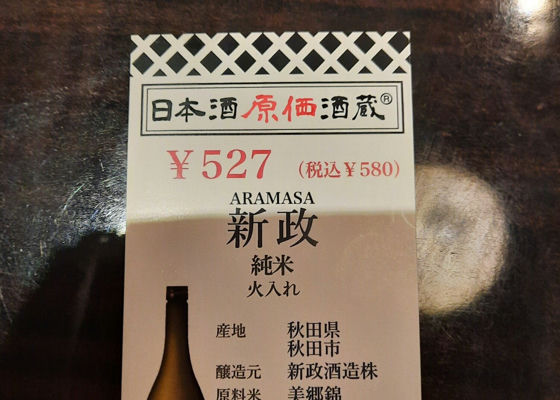 日本酒原価酒蔵®
¥527 (税込¥580)
ARAMASA
新政
純米
火入れ
産地 秋田県
秋田市
醸造元 新政酒造株
原料米 美郷錦